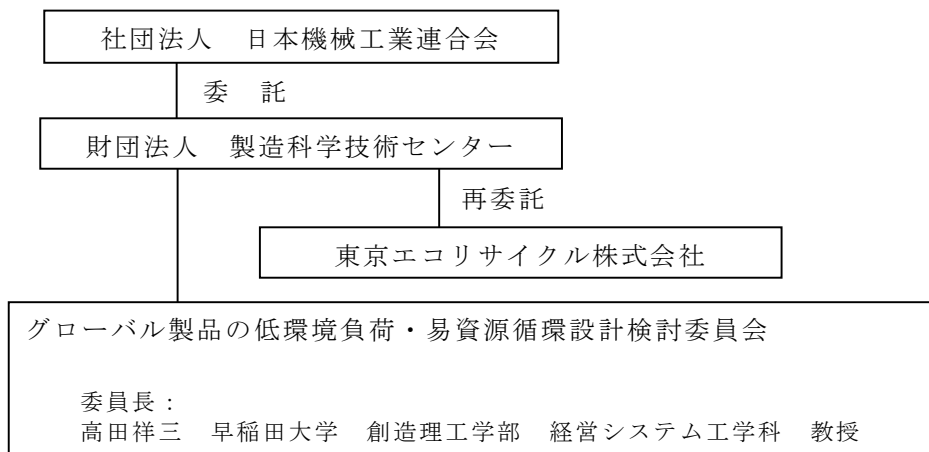 社団法人　日本機械工業連合会
委　託
財団法人　製造科学技術センター
再委託
東京エコリサイクル株式会社
グローバル製品の低環境負荷・易資源循環設計検討委員会
委員長：
高田祥三　早稲田大学　創造理工学部　経営システム工学科　教授